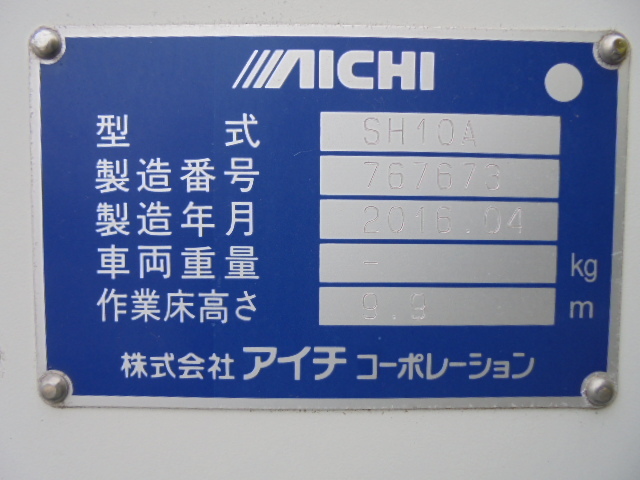 AICHI
型式 SH10A
製造番号 767673
製造年月 2016.04
車両重量 - kg
作業床高さ 9.9 m
株式会社 アイチ コーポレーション